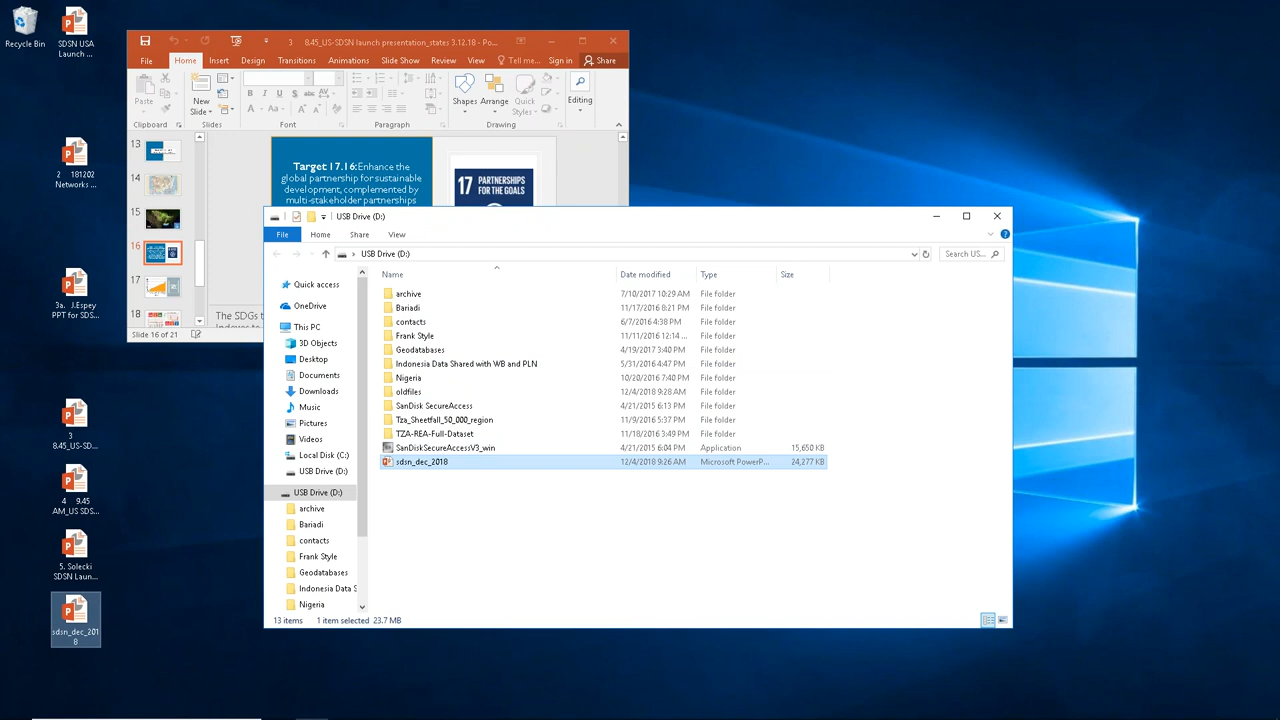 Recycle Bin
SDSN USA
Launch ...
2 181202
Networks ...
3a. J.Espey
PPT for SDS...
3
8.45_US-SD...
4 9.45
AM_US SDS...
5. Solecki
SDSN Laun...
sdsn_dec_201
8
3 8.45_US-SDSN launch presentation_states 3.12.18 - Po...
File Home Insert Design Transitions Animations Slide Show Review View Tell me... Sign in Share
Paste
New
Slide
Shapes Arrange Quick
Styles
Editing
Clipboard Slides Font Paragraph Drawing
13
14
15
16
17
18
Target 17.16: Enhance the
global partnership for sustainable
development, complemented by
multi-stakeholder partnerships
17 PARTNERSHIPS
FOR THE GOALS
The SDGs t
Slide 16 of 21
USB Drive (D:)
File Home Share View
USB Drive (D:) Search US...
Quick access
OneDrive
This PC
3D Objects
Desktop
Documents
Downloads
Music
Pictures
Videos
Local Disk (C:)
USB Drive (D:)
USB Drive (D:)
archive
Bariadi
contacts
Frank Style
Geodatabases
Indonesia Data S
Nigeria
Name Date modified Type Size
archive 7/10/2017 10:29 AM File folder
Bariadi 11/17/2016 8:21 PM File folder
contacts 6/7/2016 4:38 PM File folder
Frank Style 11/11/2016 12:14 ... File folder
Geodatabases 4/19/2017 3:40 PM File folder
Indonesia Data Shared with WB and PLN 5/31/2016 4:47 PM File folder
Nigeria 10/20/2016 7:40 PM File folder
oldfiles 12/4/2018 9:28 AM File folder
SanDisk SecureAccess 4/21/2015 6:13 PM File folder
Tza_Sheetfall_50_000_region 11/9/2016 5:37 PM File folder
TZA-REA-Full-Dataset 11/18/2016 3:49 PM File folder
SanDiskSecureAccessV3_win 4/21/2015 6:04 PM Application 15,650 KB
sdsn_dec_2018 12/4/2018 9:26 AM Microsoft PowerP... 24,277 KB
13 items 1 item selected 23.7 MB